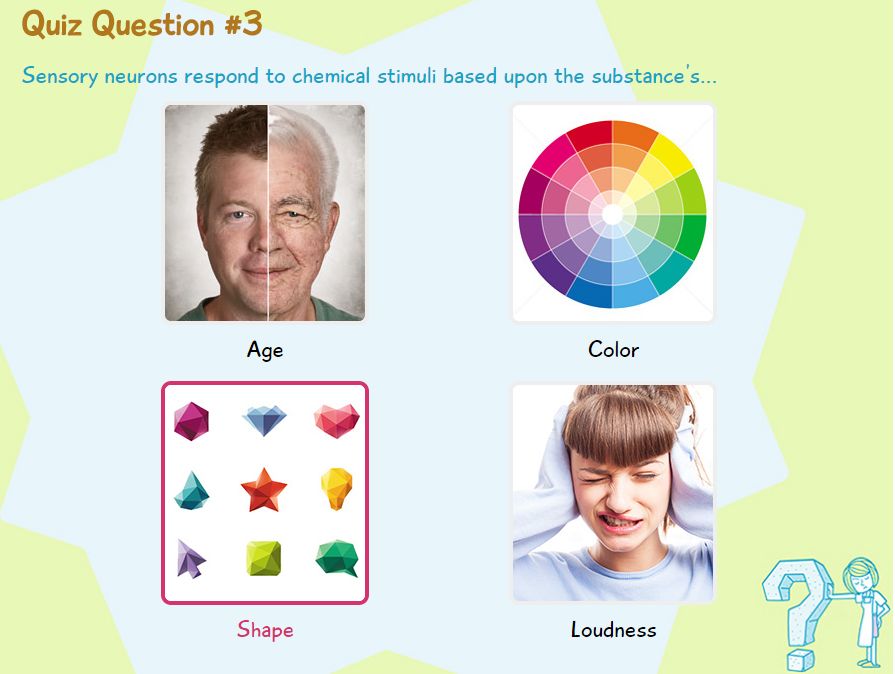 Quiz Question #3
Sensory neurons respond to chemical stimuli based upon the substance's...
Age
Color
Shape
Loudness